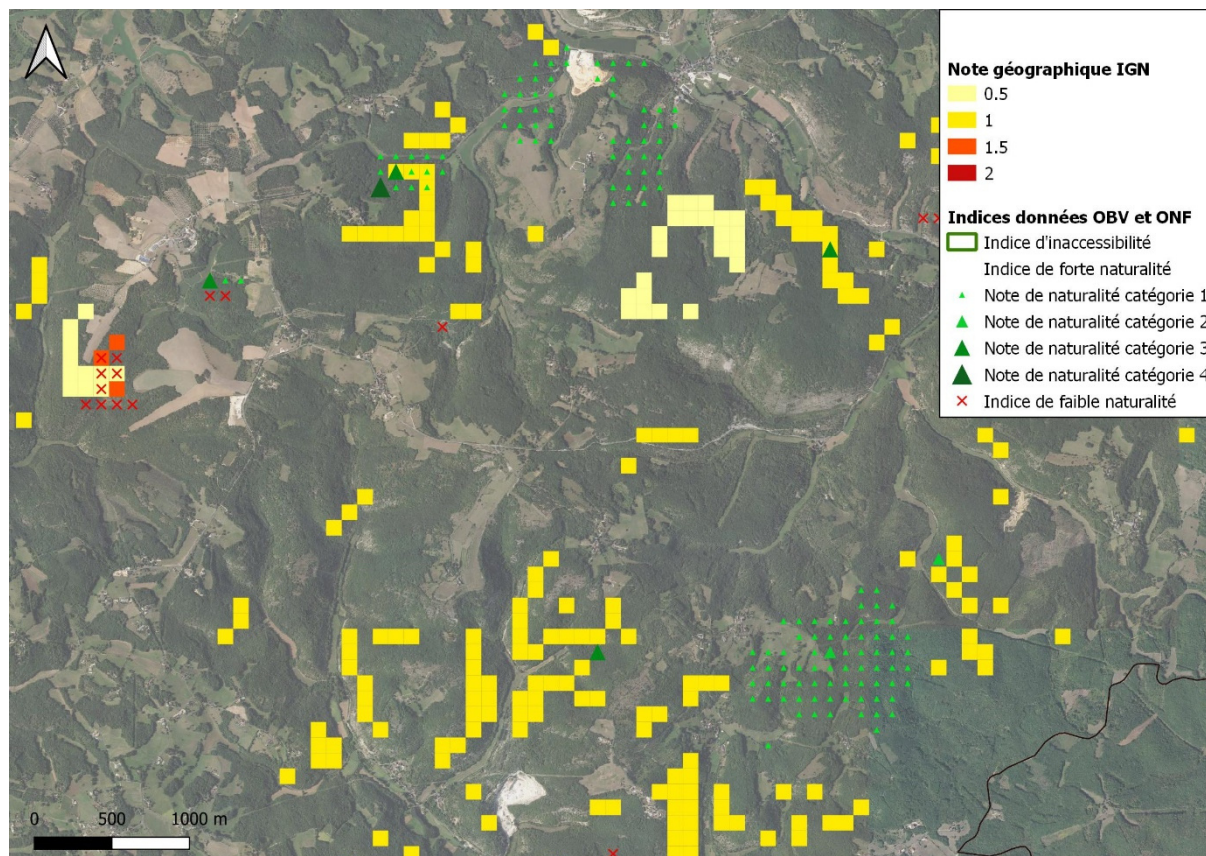 Note géographique IGN
0.5
1
1.5
2
Indices données OBV et ONF
Indice d'inaccessibilité
Indice de forte naturalité
Note de naturalité catégorie 1
Note de naturalité catégorie 2
Note de naturalité catégorie 3
Note de naturalité catégorie 4
Indice de faible naturalité
0 500 1000 m